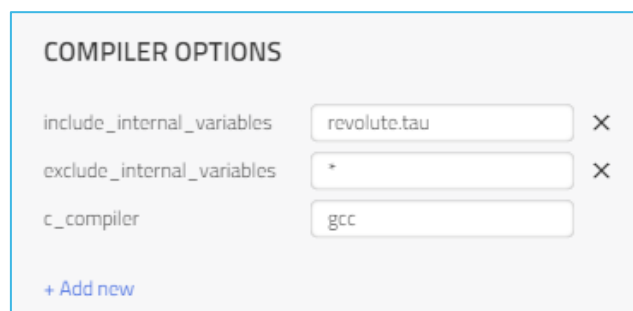 COMPILER OPTIONS
include_internal_variables revolute.tau ×
exclude_internal_variables * ×
c_compiler gcc
+ Add new